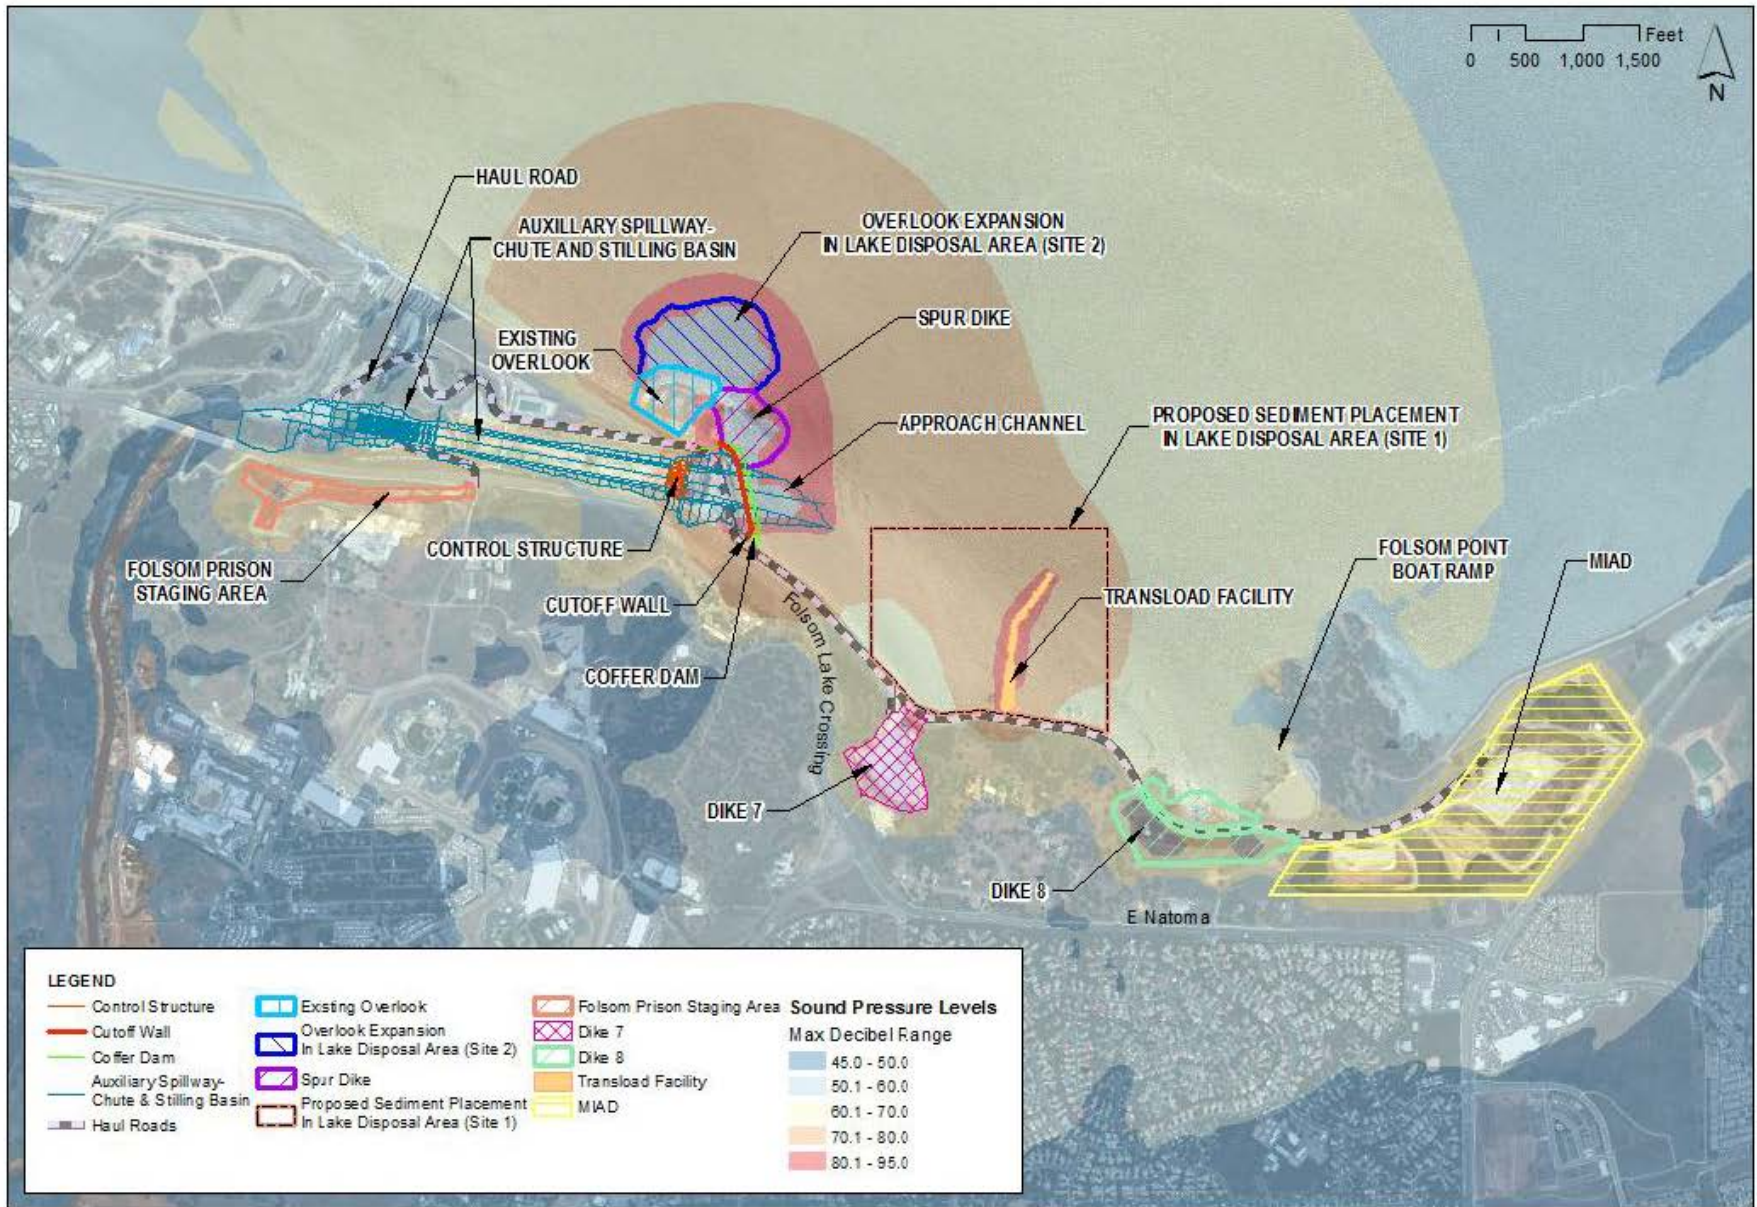 Feet
0 500 1,000 1,500
N
HAUL ROAD
AUXILLARY SPILLWAY-
CHUTE AND STILLING BASIN
OVERLOOK EXPANSION
IN LAKE DISPOSAL AREA (SITE 2)
EXISTING
OVERLOOK
SPUR DIKE
APPROACH CHANNEL
PROPOSED SEDIMENT PLACEMENT
IN LAKE DISPOSAL AREA (SITE 1)
CONTROL STRUCTURE
FOLSOM PRISON
STAGING AREA
CUTOFF WALL
COFFER DAM
Folsom Lake Crossing
TRANSLOAD FACILITY
FOLSOM POINT
BOAT RAMP
MIAD
DIKE 7
DIKE 8
E Natoma
LEGEND
Control Structure
Cutoff Wall
Coffer Dam
Auxiliary Spillway-
Chute & Stilling Basin
Haul Roads
Existing Overlook
Overlook Expansion
In Lake Disposal Area (Site 2)
Spur Dike
Proposed Sediment Placement
In Lake Disposal Area (Site 1)
Folsom Prison Staging Area
Dike 7
Dike 8
Transload Facility
MIAD
Sound Pressure Levels
Max Decibel Range
45.0 - 50.0
50.1 - 60.0
60.1 - 70.0
70.1 - 80.0
80.1 - 95.0